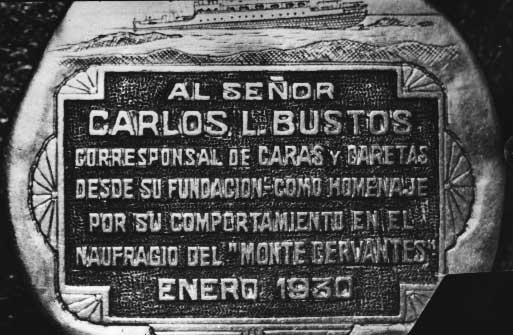 AL SEÑOR
CARLOS L. BUSTOS
CORRESPONSAL DE CARAS Y CARETAS
DESDE SU FUNDACION-COMO HOMENAJE
POR SU COMPORTAMIENTO EN EL
NAUFRAGIO DEL "MONTE CERVANTES",
ENERO 1930